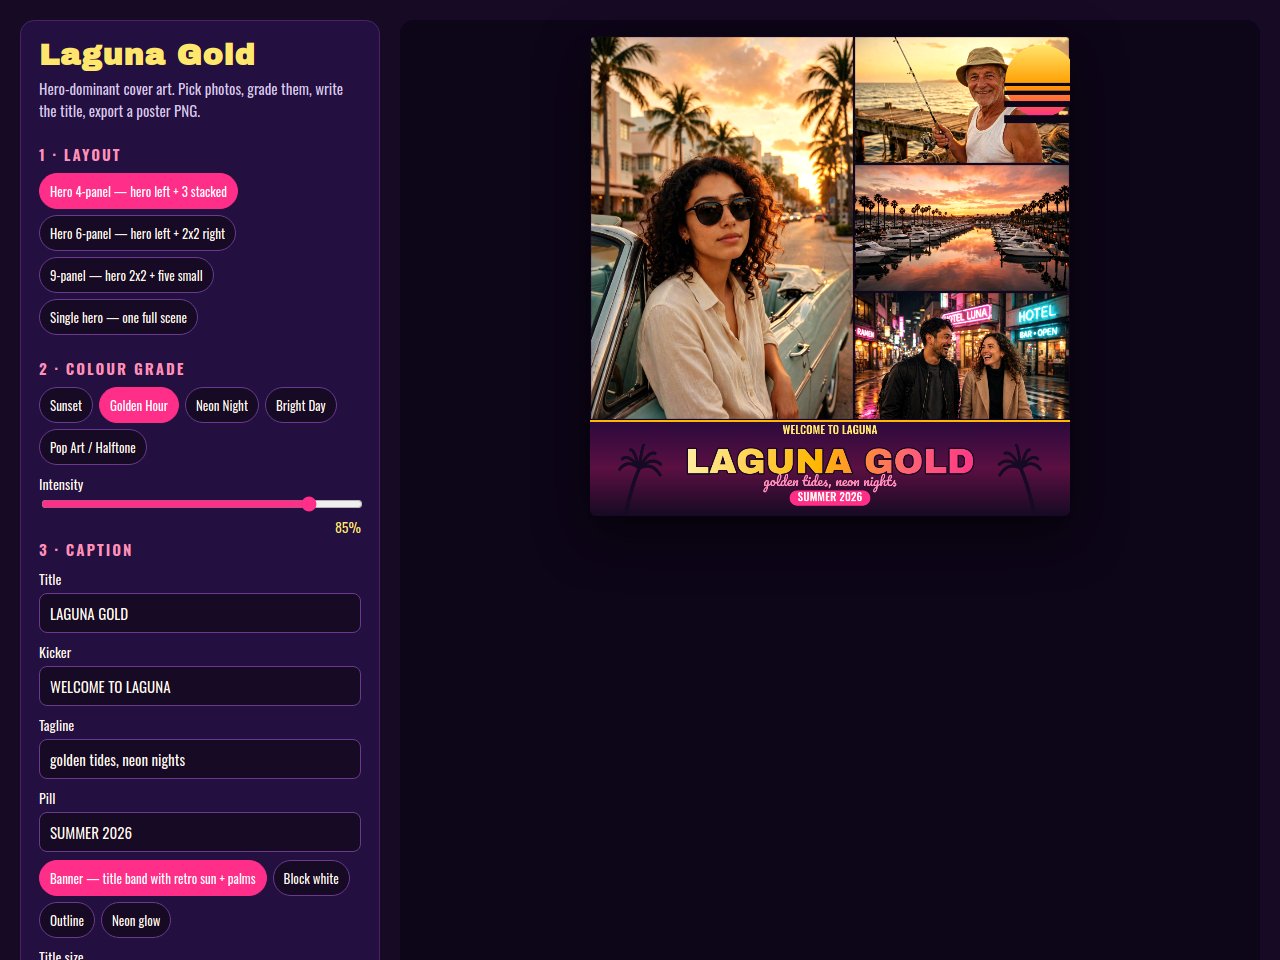 Laguna Gold
Hero-dominant cover art. Pick photos, grade them, write
the title, export a poster PNG.
1 · LAYOUT
Hero 4-panel — hero left + 3 stacked
Hero 6-panel — hero left + 2x2 right
9-panel — hero 2x2 + five small
Single hero — one full scene
2 · COLOUR GRADE
Sunset
Golden Hour
Neon Night
Bright Day
Pop Art / Halftone
Intensity
85%
3 · CAPTION
Title
LAGUNA GOLD
Kicker
WELCOME TO LAGUNA
Tagline
golden tides, neon nights
Pill
SUMMER 2026
Banner — title band with retro sun + palms
Block white
Outline
Neon glow
Title size
RAMEN
HOTEL LUNA
HOTEL
BAR • OPEN
WELCOME TO LAGUNA
LAGUNA GOLD
golden tides, neon nights
SUMMER 2026